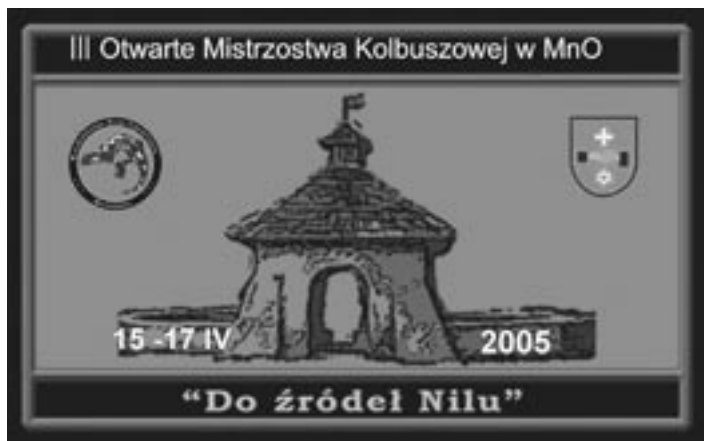 III Otwarte Mistrzostwa Kolbuszowej w MnO
15 -17 IV
2005
“Do źródeł Nilu”